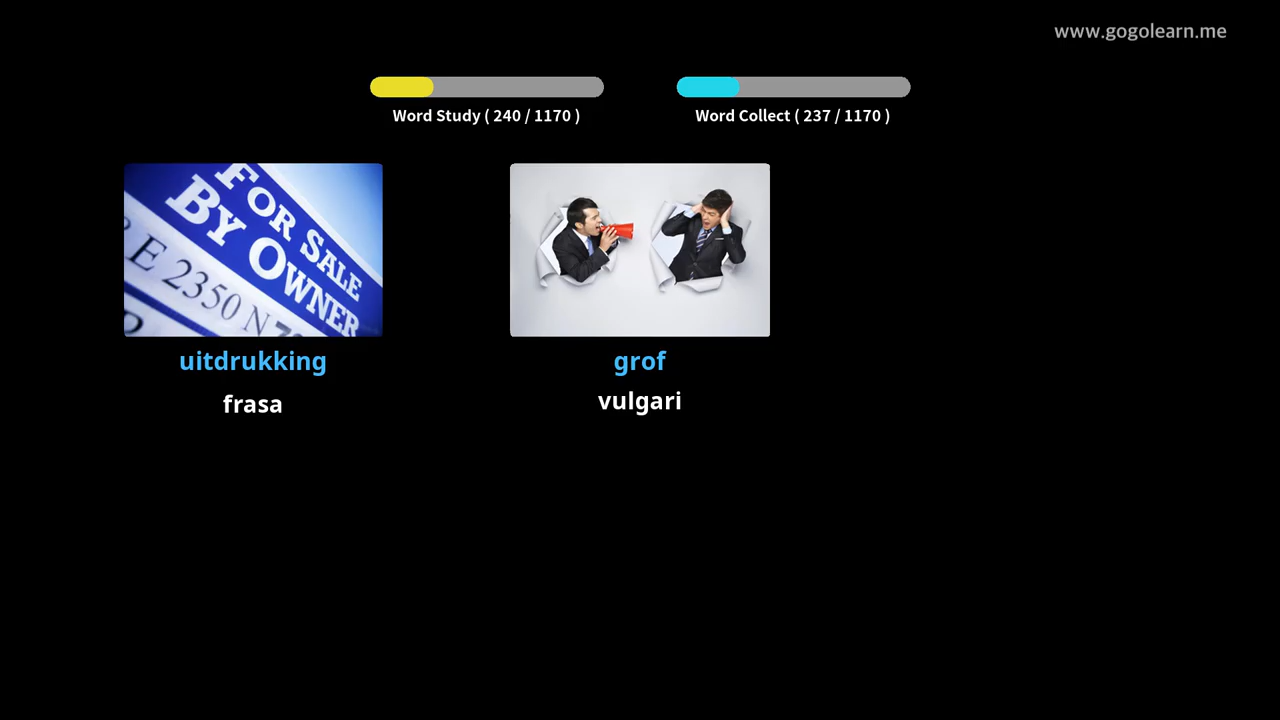 www.gogolearn.me
Word Study ( 240 / 1170 )
Word Collect ( 237 / 1170 )
FOR SALE
BY OWNER
E 2350 N
uitdrukking
grof
frasa
vulgari